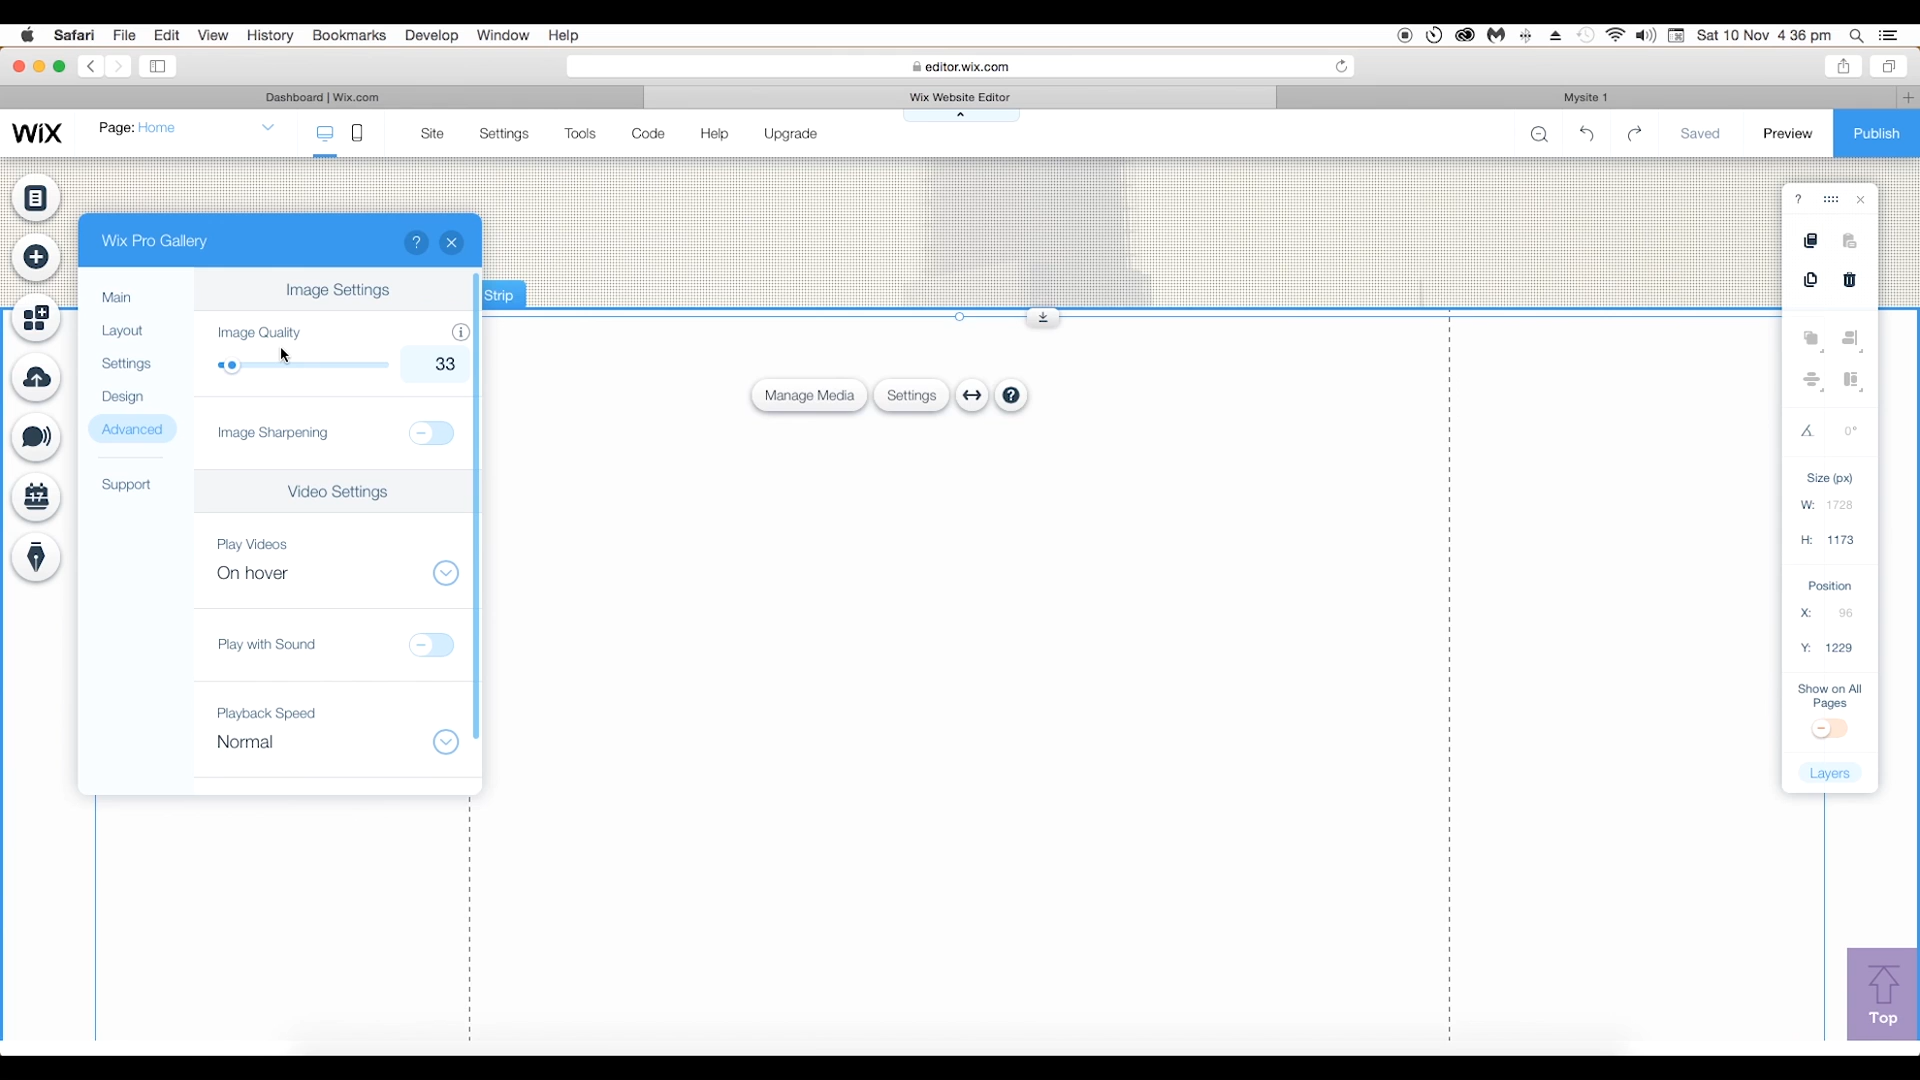 Safari File Edit View History Bookmarks Develop Window Help
Sat 10 Nov 4 36 pm
editor.wix.com
Dashboard | Wix.com
Wix Website Editor
Mysite 1
WiX
Page: Home
Site Settings Tools Code Help Upgrade
Saved Preview Publish
Wix Pro Gallery
?
Main
Layout
Settings
Design
Advanced
Support
Image Settings
Image Quality
i
33
Image Sharpening
Video Settings
Play Videos
On hover
Play with Sound
Playback Speed
Normal
Strip
Manage Media
Settings
?
17
?
0°
Size (px)
W: 1728
H: 1173
Position
X: 96
Y: 1229
Show on All
Pages
Layers
Top